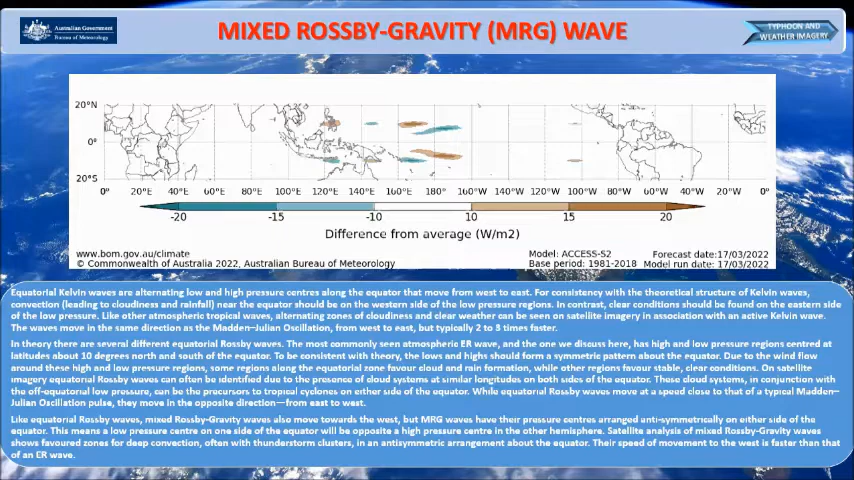 Australian Government
Bureau of Meteorology
MIXED ROSSBY-GRAVITY (MRG) WAVE
TYPHOON AND
WEATHER IMAGERY
20°N
0°
20°S
0° 20°E 40°E 60°E 80°E 100°E 120°E 140°E 160°E 180°E 160°W 140°W 120°W 100°W 80°W 60°W 40°W 20°W 0°
-20 -15 -10 10 15 20
Difference from average (W/m2)
www.bom.gov.au/climate
© Commonwealth of Australia 2022, Australian Bureau of Meteorology
Model: ACCESS-S2
Base period: 1981-2018
Forecast date:17/03/2022
Model run date: 17/03/2022
Equatorial Kelvin waves are alternating low and high pressure centres along the equator that move from west to east. For consistency with the theoretical structure of Kelvin waves,
convection (leading to cloudiness and rainfall) near the equator should be on the western side of the low pressure regions. In contrast, clear conditions should be found on the eastern side
of the low pressure. Like other atmospheric tropical waves, alternating zones of cloudiness and clear weather can be seen on satellite imagery in association with an active Kelvin wave.
The waves move in the same direction as the Madden–Julian Oscillation, from west to east, but typically 2 to 3 times faster.
In theory there are several different equatorial Rossby waves. The most commonly seen atmospheric ER wave, and the one we discuss here, has high and low pressure regions centred at
latitudes about 10 degrees north and south of the equator. To be consistent with theory, the lows and highs should form a symmetric pattern about the equator. Due to the wind flow
around these high and low pressure regions, some regions along the equatorial zone favour cloud and rain formation, while other regions favour stable, clear conditions. On satellite
imagery equatorial Rossby waves can often be identified due to the presence of cloud systems at similar longitudes on both sides of the equator. These cloud systems, in conjunction with
the off-equatorial low pressure, can be the precursors to tropical cyclones on either side of the equator. While equatorial Rossby waves move at a speed close to that of a typical Madden–
Julian Oscillation pulse, they move in the opposite direction—from east to west.
Like equatorial Rossby waves, mixed Rossby-Gravity waves also move towards the west, but MRG waves have their pressure centres arranged anti-symmetrically on either side of the
equator. This means a low pressure centre on one side of the equator will be opposite a high pressure centre in the other hemisphere. Satellite analysis of mixed Rossby-Gravity waves
shows favoured zones for deep convection, often with thunderstorm clusters, in an antisymmetric arrangement about the equator. Their speed of movement to the west is faster than that
of an ER wave.